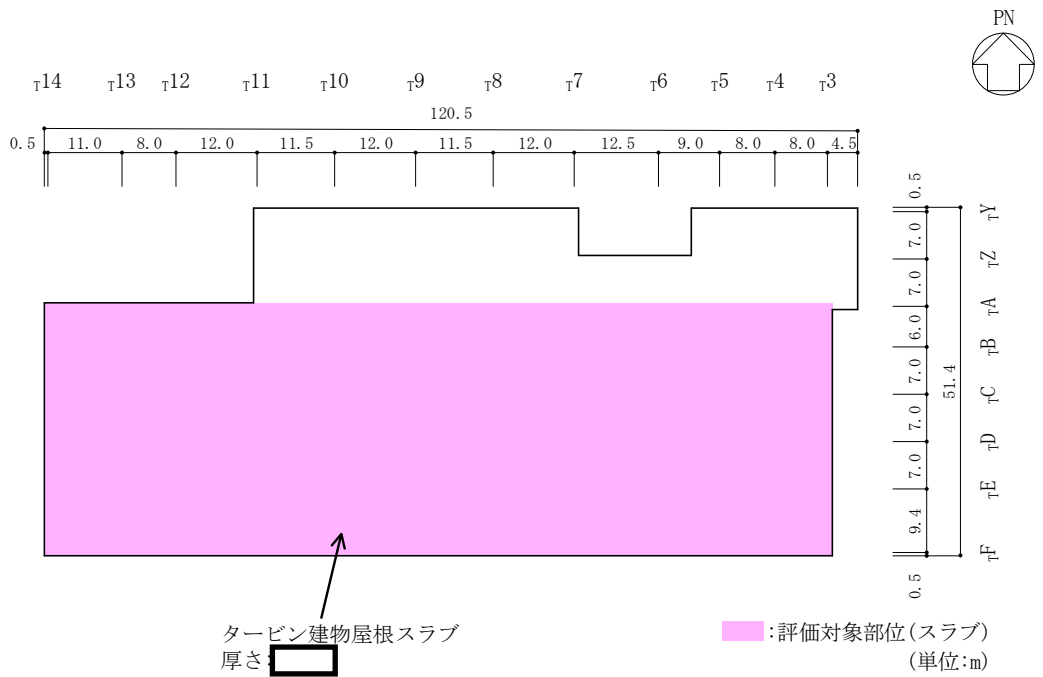 PN
T14 T13 T12 T11 T10 T9 T8 T7 T6 T5 T4 T3
120.5
0.5 11.0 8.0 12.0 11.5 12.0 11.5 12.0 12.5 9.0 8.0 8.0 4.5
0.5 TY
7.0 TZ
7.0 TA
6.0 TB
7.0 TC
51.4
7.0 TD
7.0 TE
9.4 TF
0.5
タービン建物屋根スラブ
厚さ:
:評価対象部位(スラブ)
(単位:m)